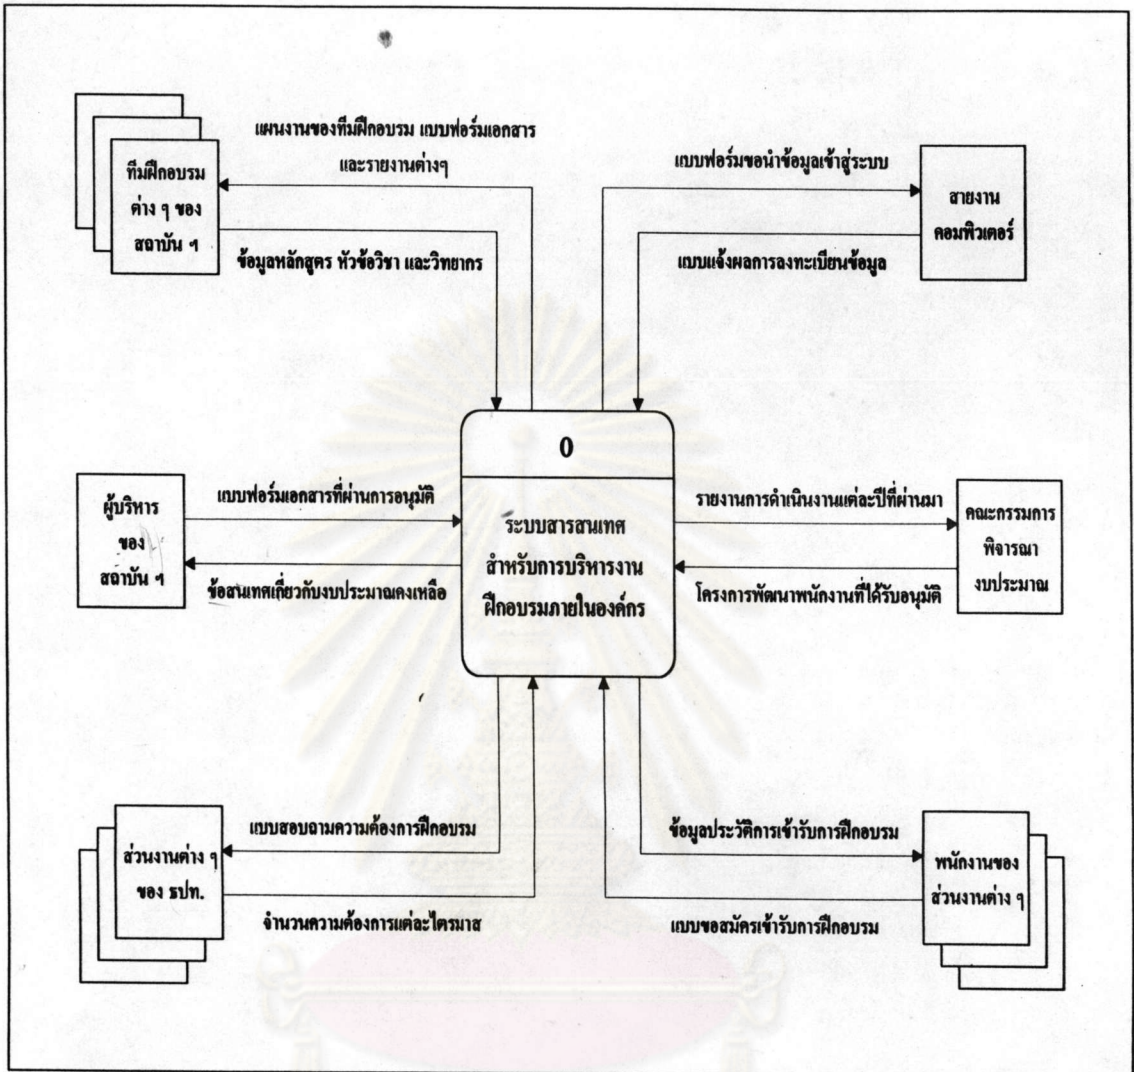 แผนงานของทีมฝึกอบรม แบบฟอร์มเอกสาร
และรายงานต่างๆ
ทีมฝึกอบรม
ต่าง ๆ ของ
สถาบัน ฯ
ข้อมูลหลักสูตร หัวข้อวิชา และวิทยากร
แบบฟอร์มขอนำข้อมูลเข้าสู่ระบบ
สายงาน
คอมพิวเตอร์
แบบแจ้งผลการลงทะเบียนข้อมูล
0
ระบบสารสนเทศ
สำหรับการบริหารงาน
ฝึกอบรมภายในองค์กร
ผู้บริหาร
ของ
สถาบัน ฯ
แบบฟอร์มเอกสารที่ผ่านการอนุมัติ
ข้อสนเทศเกี่ยวกับงบประมาณคงเหลือ
รายงานการดำเนินงานแต่ละปีที่ผ่านมา
คณะกรรมการ
พิจารณา
งบประมาณ
โครงการพัฒนาพนักงานที่ได้รับอนุมัติ
แบบสอบถามความต้องการฝึกอบรม
ส่วนงานต่าง ๆ
ของ ธปท.
จำนวนความต้องการแต่ละไตรมาส
ข้อมูลประวัติการเข้ารับการฝึกอบรม
พนักงานของ
ส่วนงานต่าง ๆ
แบบขอสมัครเข้ารับการฝึกอบรม